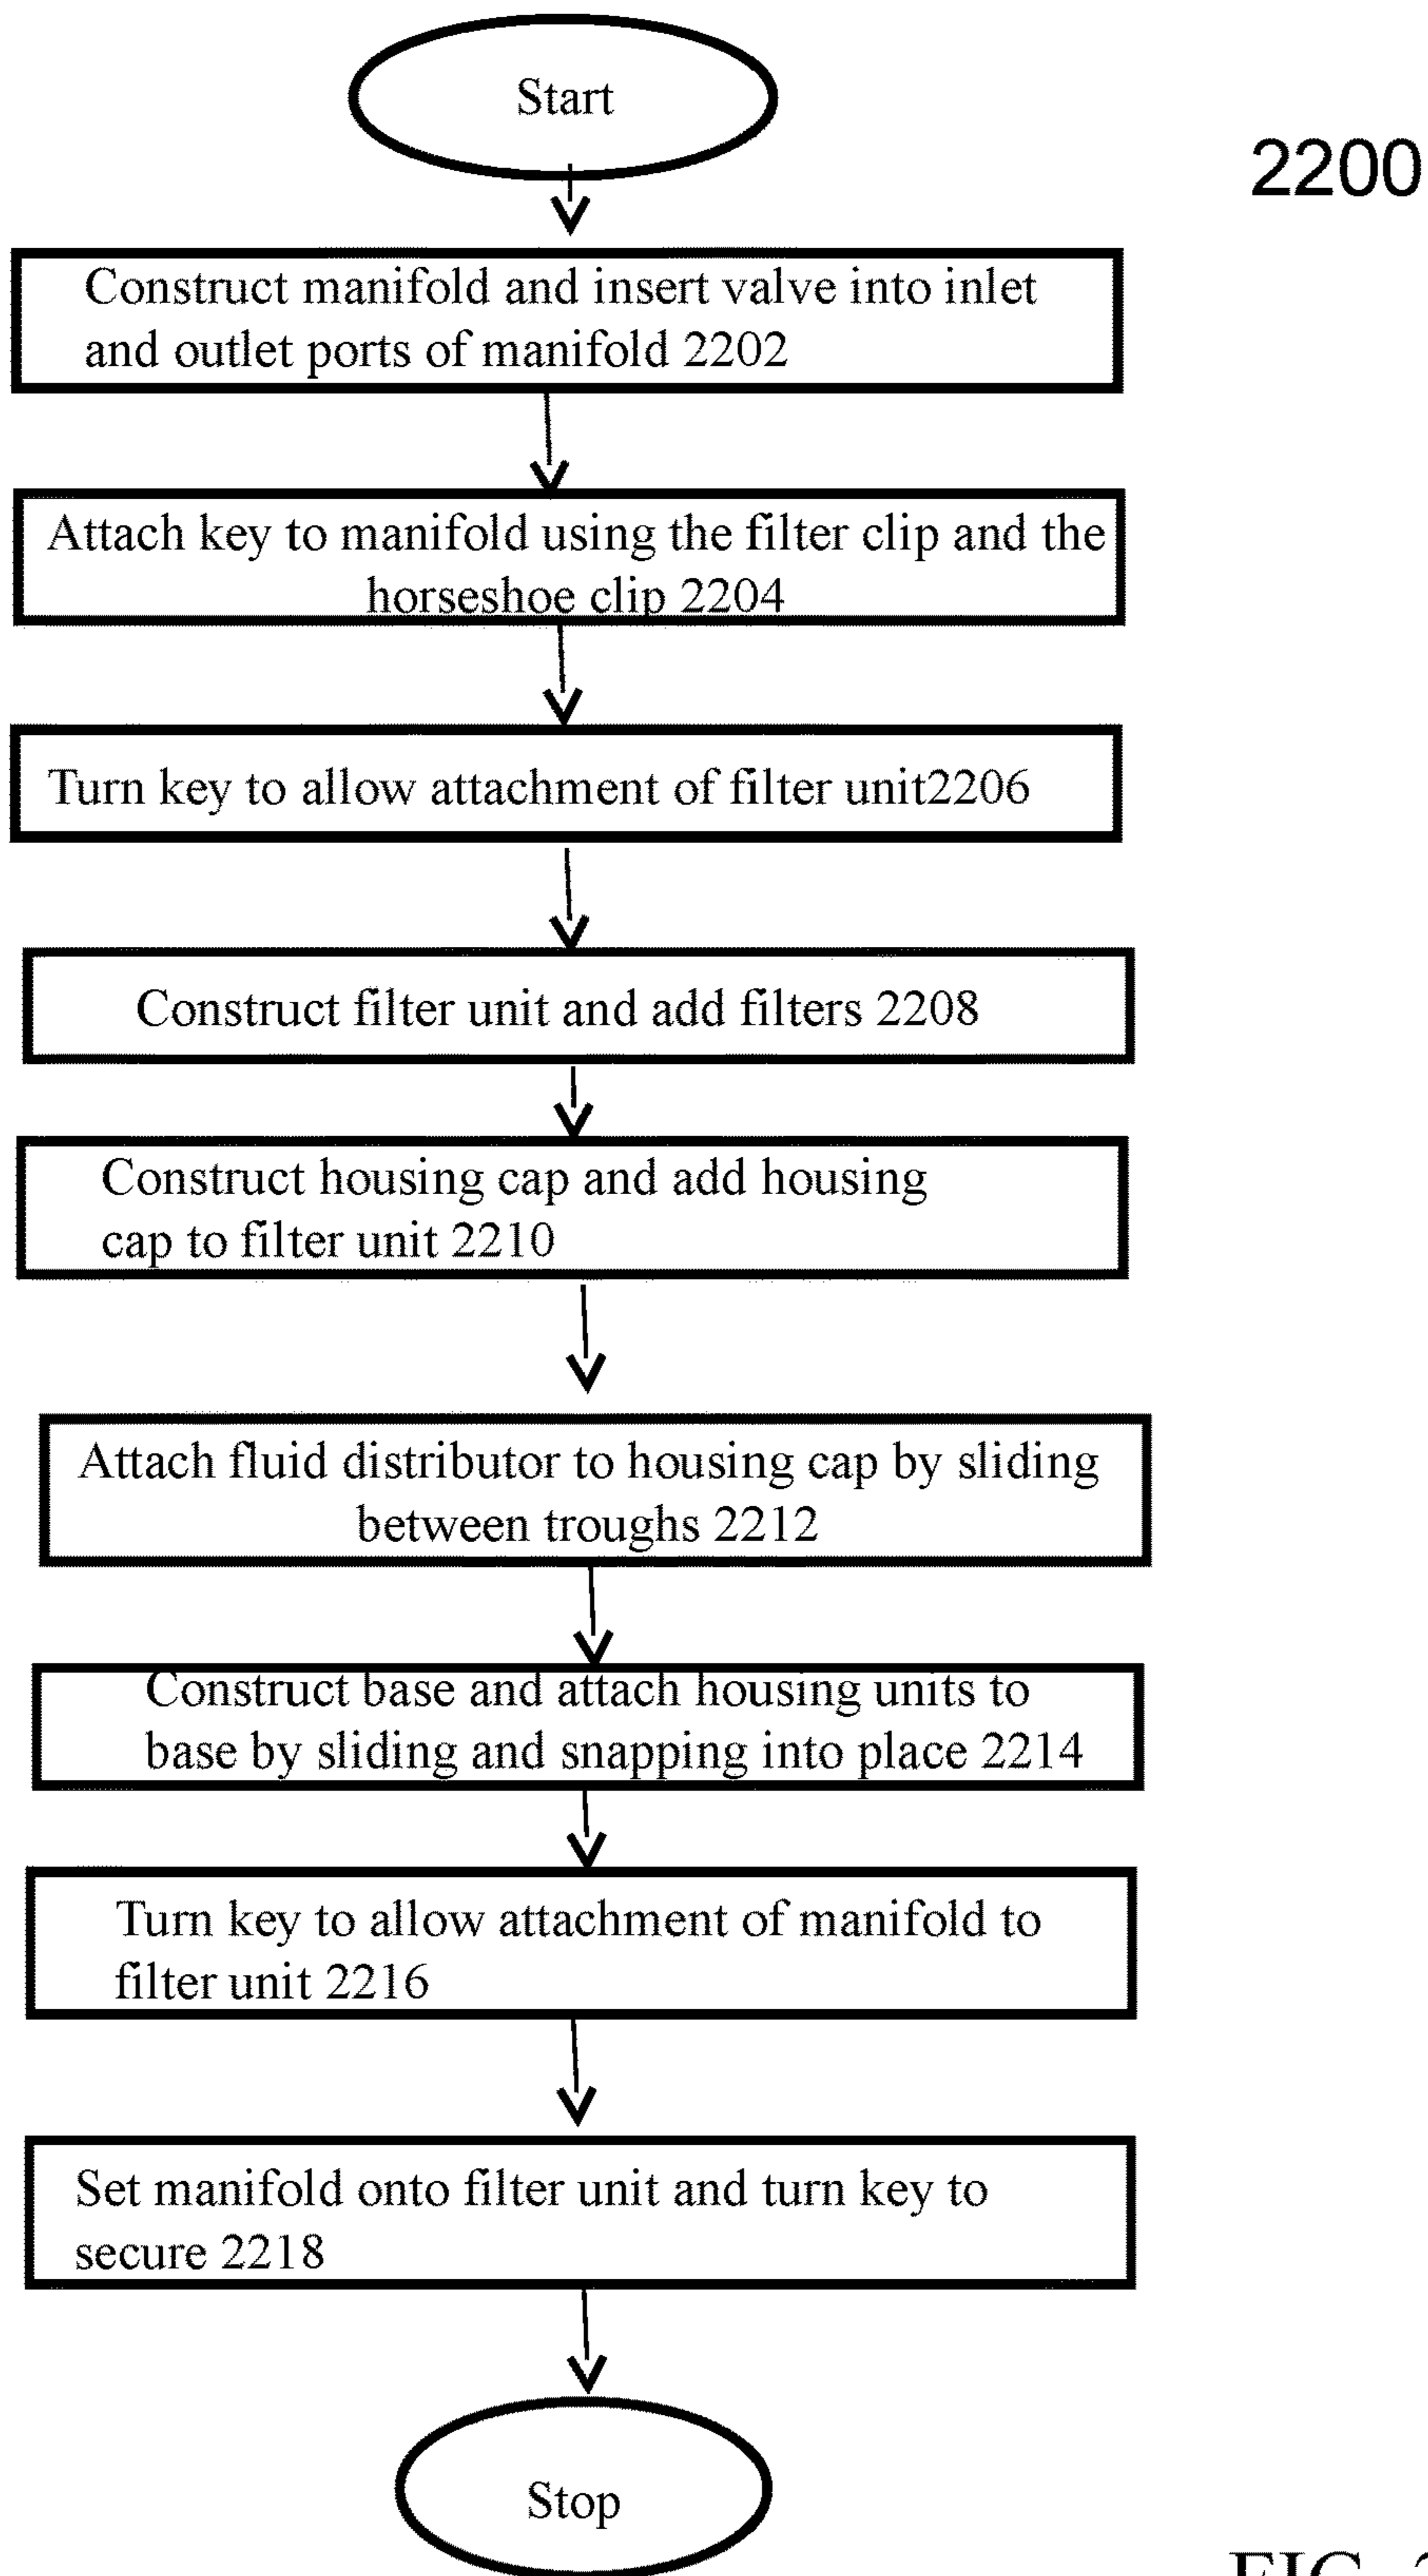 Start
2200
Construct manifold and insert valve into inlet
and outlet ports of manifold 2202
Attach key to manifold using the filter clip and the
horseshoe clip 2204
Turn key to allow attachment of filter unit2206
Construct filter unit and add filters 2208
Construct housing cap and add housing
cap to filter unit 2210
Attach fluid distributor to housing cap by sliding
between troughs 2212
Construct base and attach housing units to
base by sliding and snapping into place 2214
Turn key to allow attachment of manifold to
filter unit 2216
Set manifold onto filter unit and turn key to
secure 2218
Stop
FIG.